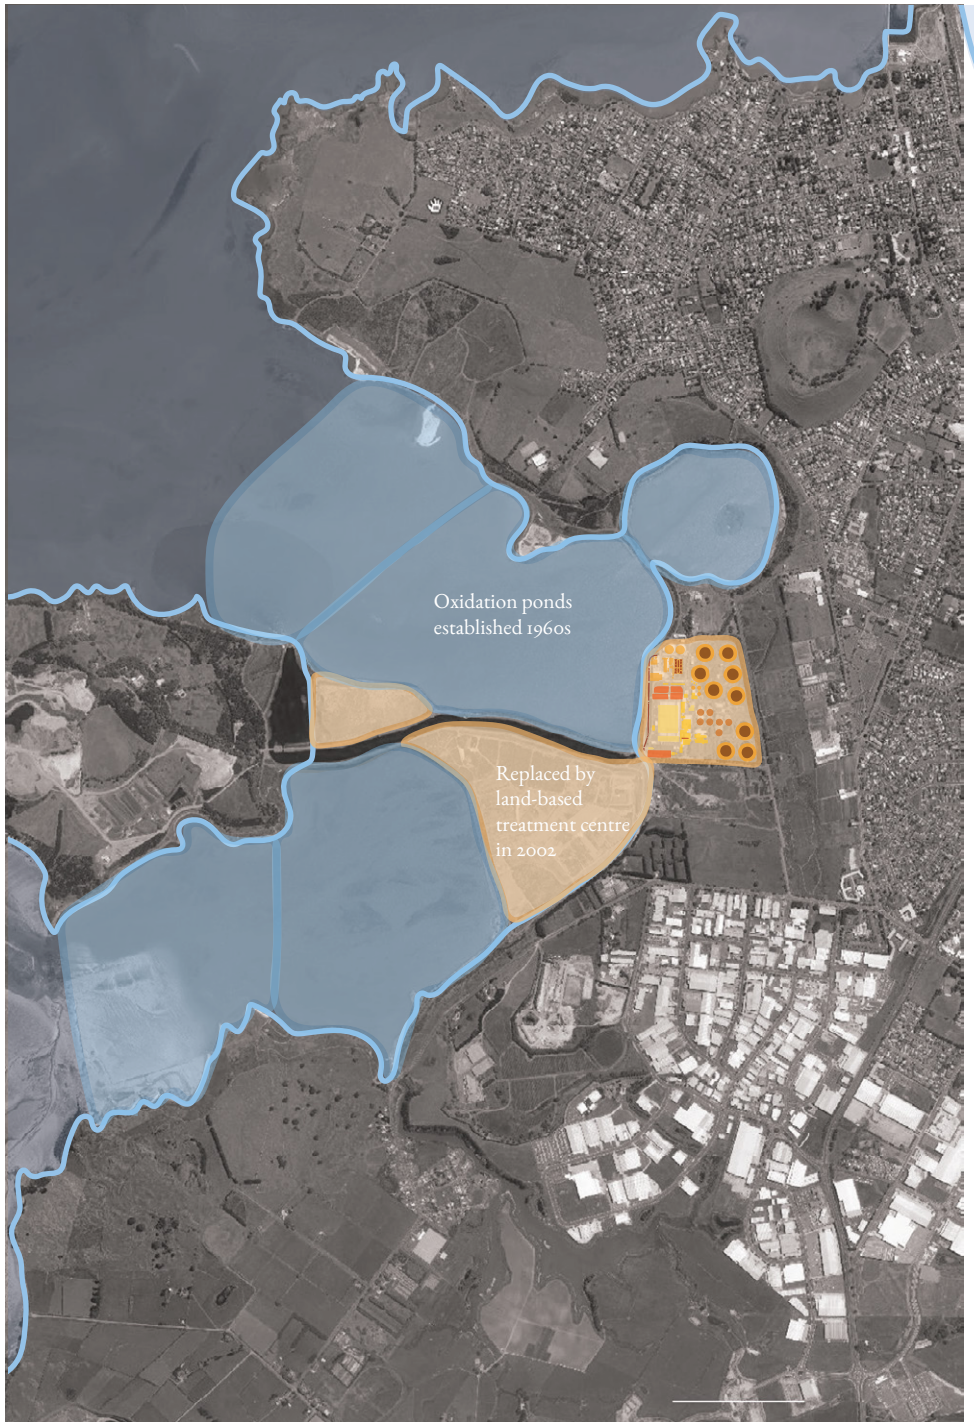 Oxidation ponds
established 1960s
Replaced by
land-based
treatment centre
in 2002